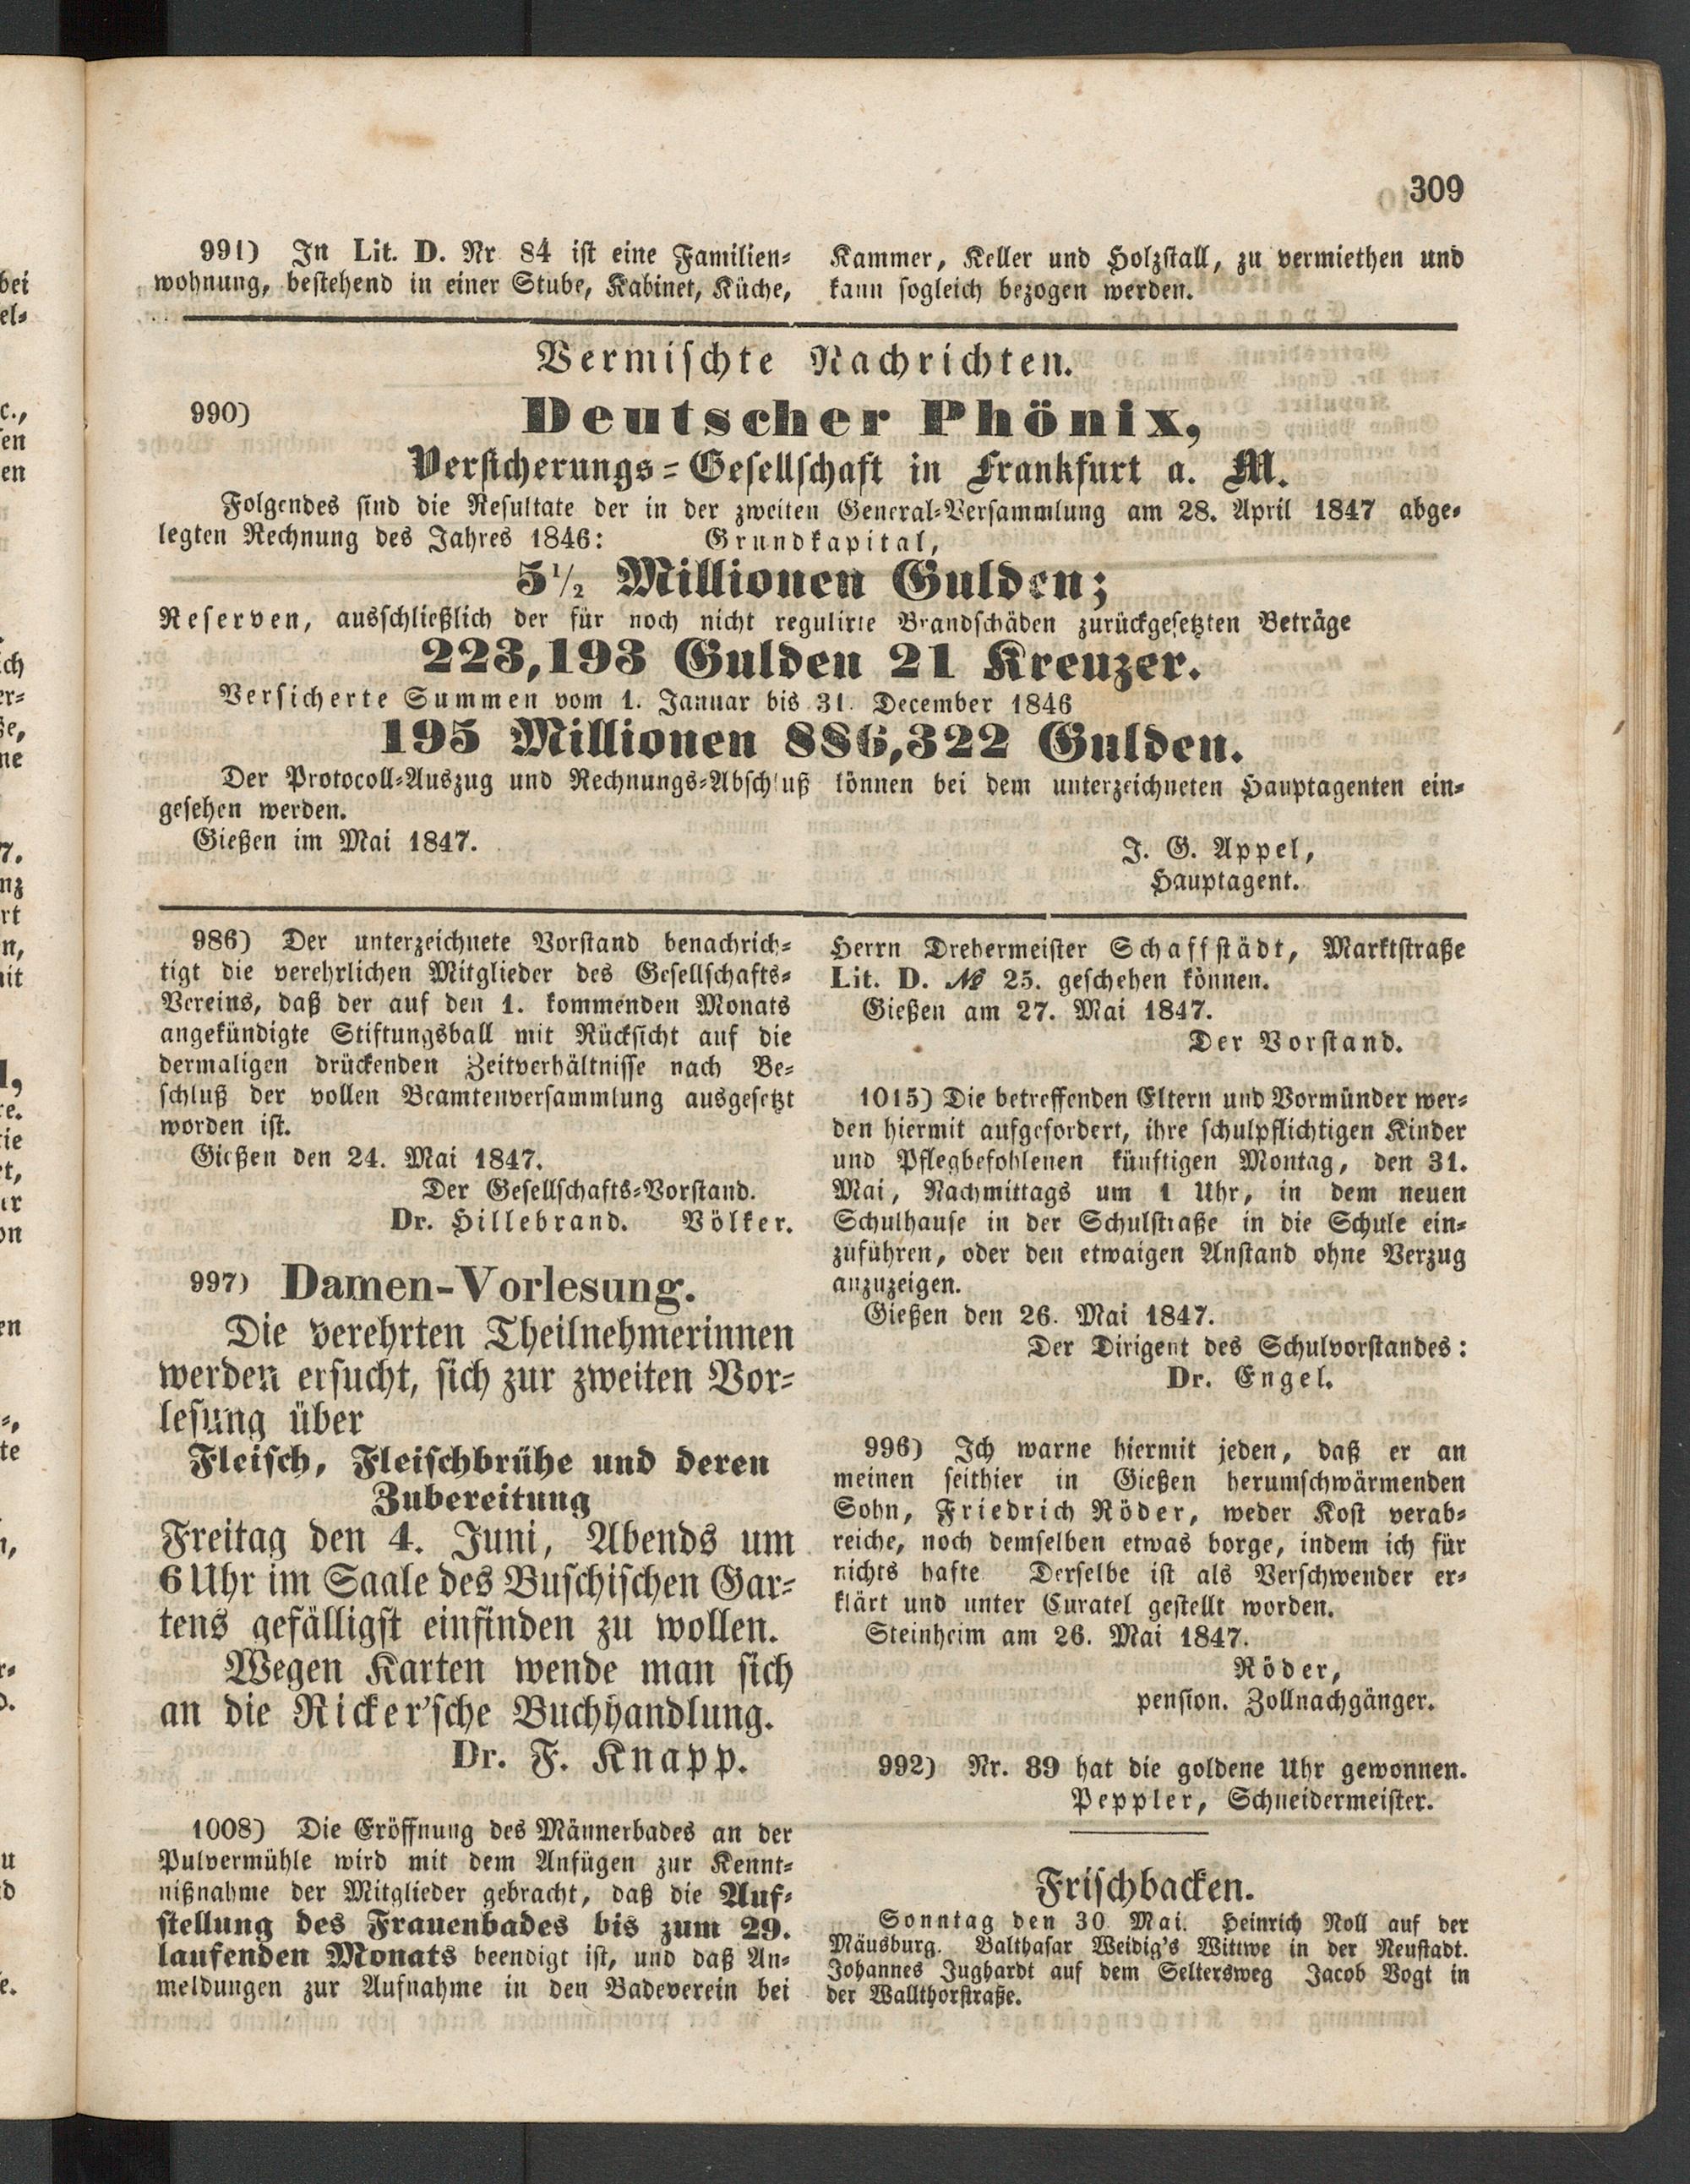 309
991) In Lit. D. Nr 84 ist eine Familien-
wohnung, bestehend in einer Stube, Kabinet, Küche,
Kammer, Keller und Holzstall, zu vermiethen und
kann sogleich bezogen werden.
Vermischte Nachrichten.
990) Deutscher Phönix,
Versicherungs-Gesellschaft in Frankfurt a. M.
Folgendes sind die Resultate der in der zweiten General-Versammlung am 28. April 1847 abge-
legten Rechnung des Jahres 1846: Grundkapital,
5 1/2 Millionen Gulden;
Reserven, ausschließlich der für noch nicht regulirte Brandschäden zurückgesetzten Beträge
223,193 Gulden 21 Kreuzer.
Versicherte Summen vom 1. Januar bis 31. December 1846
195 Millionen 886,322 Gulden.
Der Protocoll-Auszug und Rechnungs-Abschluß können bei dem unterzeichneten Hauptagenten ein-
gesehen werden.
Gießen im Mai 1847.
J. G. Appel,
Hauptagent.
986) Der unterzeichnete Vorstand benachrich-
tigt die verehrlichen Mitglieder des Gesellschafts-
Vereins, daß der auf den 1. kommenden Monats
angekündigte Stiftungsball mit Rücksicht auf die
dermaligen drückenden Zeitverhältnisse nach Be-
schluß der vollen Beamtenversammlung ausgesetzt
worden ist.
Gießen den 24. Mai 1847.
Der Gesellschafts-Vorstand.
Dr. Hillebrand. Völker.
997) Damen-Vorlesung.
Die verehrten Theilnehmerinnen
werden ersucht, sich zur zweiten Vor-
lesung über
Fleisch, Fleischbrühe und deren
Zubereitung
Freitag den 4. Juni, Abends um
6 Uhr im Saale des Buschischen Gar-
tens gefälligst einfinden zu wollen.
Wegen Karten wende man sich
an die Ricker'sche Buchhandlung.
Dr. F. Knapp.
1008) Die Eröffnung des Männerbades an der
Pulvermühle wird mit dem Anfügen zur Kennt-
nißnahme der Mitglieder gebracht, daß die Auf-
stellung des Frauenbades bis zum 29.
laufenden Monats beendigt ist, und daß An-
meldungen zur Aufnahme in den Badeverein bei
Herrn Drehermeister Schaffstädt, Marktstraße
Lit. D. № 25. geschehen können.
Gießen am 27. Mai 1847.
Der Vorstand.
1015) Die betreffenden Eltern und Vormünder wer-
den hiermit aufgefordert, ihre schulpflichtigen Kinder
und Pflegbefohlenen künftigen Montag, den 31.
Mai, Nachmittags um 1 Uhr, in dem neuen
Schulhause in der Schulstraße in die Schule ein-
zuführen, oder den etwaigen Anstand ohne Verzug
anzuzeigen.
Gießen den 26. Mai 1847.
Der Dirigent des Schulvorstandes:
Dr. Engel.
996) Ich warne hiermit jeden, daß er an
meinen seither in Gießen herumschwärmenden
Sohn, Friedrich Röder, weder Kost verab-
reiche, noch demselben etwas borge, indem ich für
nichts hafte Derselbe ist als Verschwender er-
klärt und unter Curatel gestellt worden.
Steinheim am 26. Mai 1847.
Röder,
pension. Zollnachgänger.
992) Nr. 39 hat die goldene Uhr gewonnen.
Peppler, Schneidermeister.
Frischbacken.
Sonntag den 30 Mai. Heinrich Noll auf der
Mäusburg. Balthasar Weidig's Wittwe in der Neustadt.
Johannes Jughardt auf dem Seltersweg Jacob Vogt in
der Wallthorstraße.